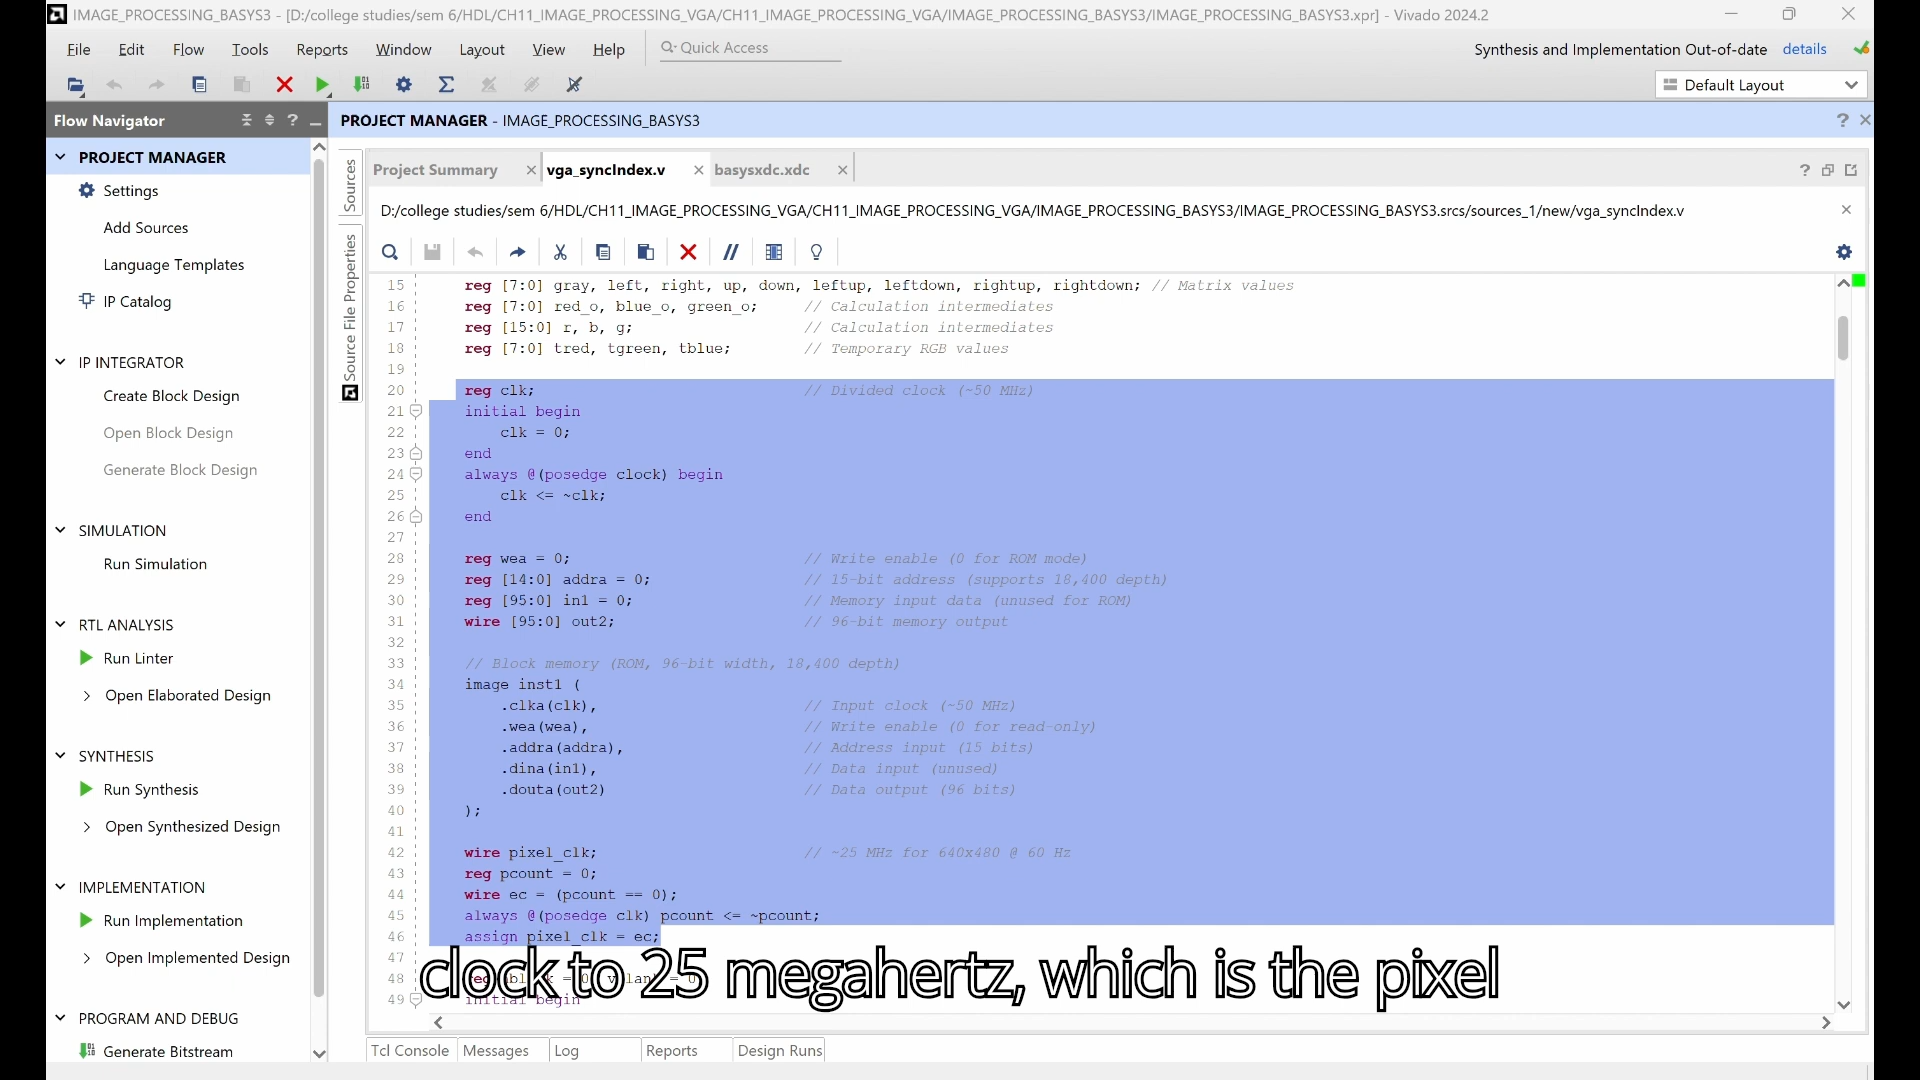 IMAGE_PROCESSING_BASYS3 - [D:/college studies/sem 6/HDL/CH11_IMAGE_PROCESSING_VGA/CH11_IMAGE_PROCESSING_VGA/IMAGE_PROCESSING_BASYS3/IMAGE_PROCESSING_BASYS3.xpr] - Vivado 2024.2
File Edit Flow Tools Reports Window Layout View Help Quick Access
Synthesis and Implementation Out-of-date details
Default Layout
Flow Navigator
PROJECT MANAGER - IMAGE_PROCESSING_BASYS3
PROJECT MANAGER
Settings
Add Sources
Language Templates
IP Catalog
IP INTEGRATOR
Create Block Design
Open Block Design
Generate Block Design
SIMULATION
Run Simulation
RTL ANALYSIS
Run Linter
Open Elaborated Design
SYNTHESIS
Run Synthesis
Open Synthesized Design
IMPLEMENTATION
Run Implementation
Open Implemented Design
PROGRAM AND DEBUG
Generate Bitstream
Sources
Source File Properties
Project Summary vga_syncIndex.v basysxdc.xdc
D:/college studies/sem 6/HDL/CH11_IMAGE_PROCESSING_VGA/CH11_IMAGE_PROCESSING_VGA/IMAGE_PROCESSING_BASYS3/IMAGE_PROCESSING_BASYS3.srcs/sources_1/new/vga_syncIndex.v
15 reg [7:0] gray, left, right, up, down, leftup, leftdown, rightup, rightdown; // Matrix values
16 reg [7:0] red_o, blue_o, green_o; // Calculation intermediates
17 reg [15:0] r, b, g; // Calculation intermediates
18 reg [7:0] tred, tgreen, tblue; // Temporary RGB values
19
20 reg clk; // Divided clock (~50 MHz)
21 initial begin
22 clk = 0;
23 end
24 always @(posedge clock) begin
25 clk <= ~clk;
26 end
27
28 reg wea = 0; // Write enable (0 for ROM mode)
29 reg [14:0] addra = 0; // 15-bit address (supports 18,400 depth)
30 reg [95:0] in1 = 0; // Memory input data (unused for ROM)
31 wire [95:0] out2; // 96-bit memory output
32
33 // Block memory (ROM, 96-bit width, 18,400 depth)
34 image inst1 (
35 .clka(clk), // Input clock (~50 MHz)
36 .wea(wea), // Write enable (0 for read-only)
37 .addra(addra), // Address input (15 bits)
38 .dina(in1), // Data input (unused)
39 .douta(out2) // Data output (96 bits)
40 );
41
42 wire pixel_clk; // ~25 MHz for 640x480 @ 60 Hz
43 reg pcount = 0;
44 wire ec = (pcount == 0);
45 always @(posedge clk) pcount <= ~pcount;
46 assign pixel_clk = ec;
47
48
49 initial begin
clock to 25 megahertz, which is the pixel
Tcl Console Messages Log Reports Design Runs